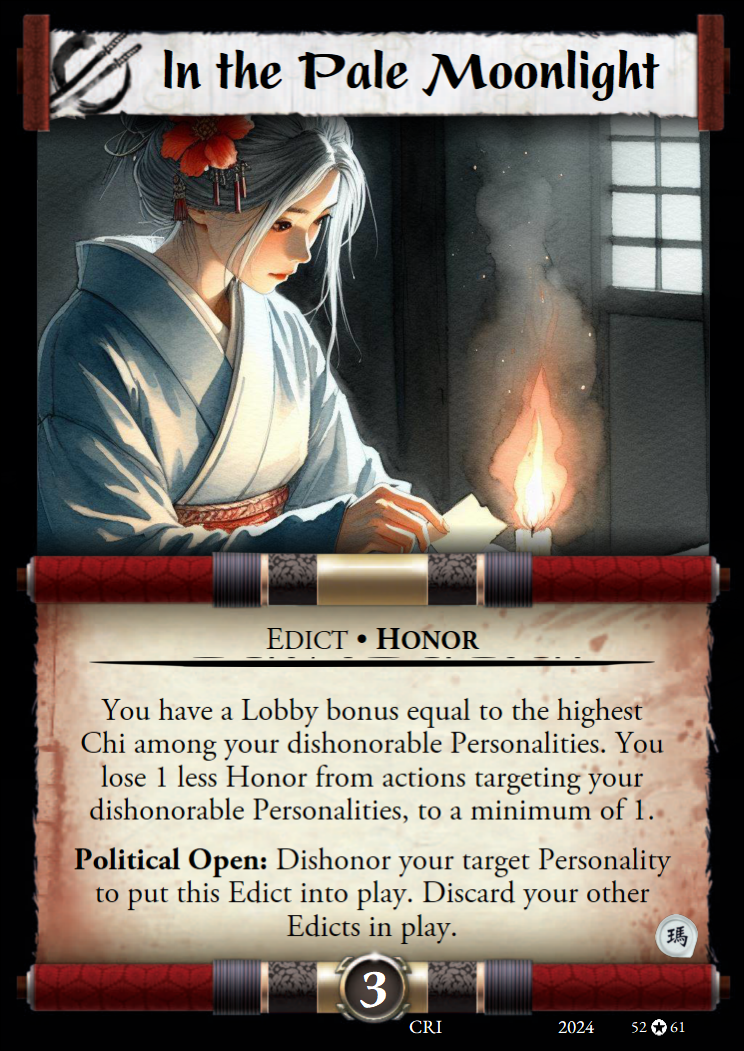 In the Pale Moonlight
EDICT • HONOR
You have a Lobby bonus equal to the highest
Chi among your dishonorable Personalities. You
lose 1 less Honor from actions targeting your
dishonorable Personalities, to a minimum of 1.
Political Open: Dishonor your target Personality
to put this Edict into play. Discard your other
Edicts in play.
瑪
3
CRI 2024 52 ✪ 61